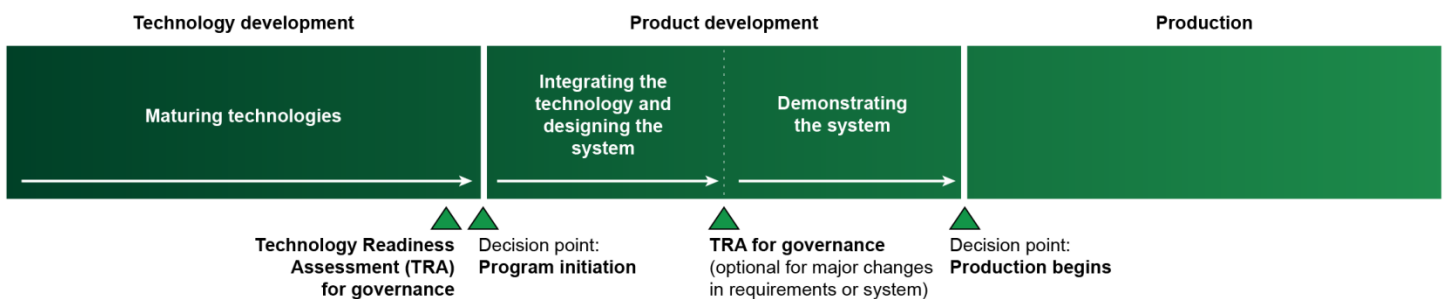 Technology development
Product development
Production
Maturing technologies
Integrating the
technology and
designing the
system
Demonstrating
the system
Technology Readiness
Assessment (TRA)
for governance
Decision point:
Program initiation
TRA for governance
(optional for major changes
in requirements or system)
Decision point:
Production begins